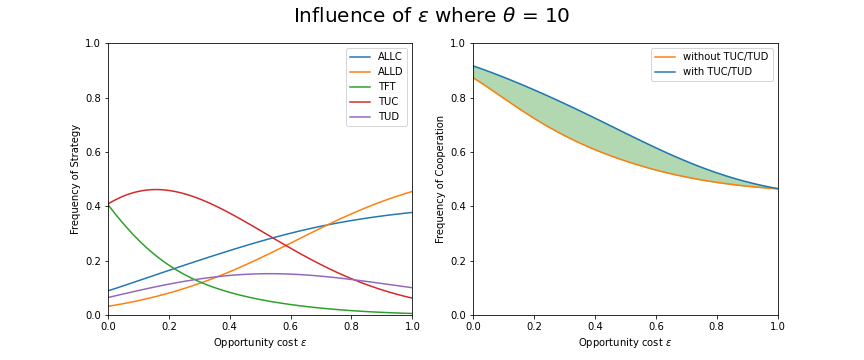 Influence of ε where θ = 10
Frequency of Strategy
1.0
0.8
0.6
0.4
0.2
0.0
0.0 0.2 0.4 0.6 0.8 1.0
Opportunity cost ε
ALLC
ALLD
TFT
TUC
TUD
Frequency of Cooperation
1.0
0.8
0.6
0.4
0.2
0.0
0.0 0.2 0.4 0.6 0.8 1.0
Opportunity cost ε
without TUC/TUD
with TUC/TUD